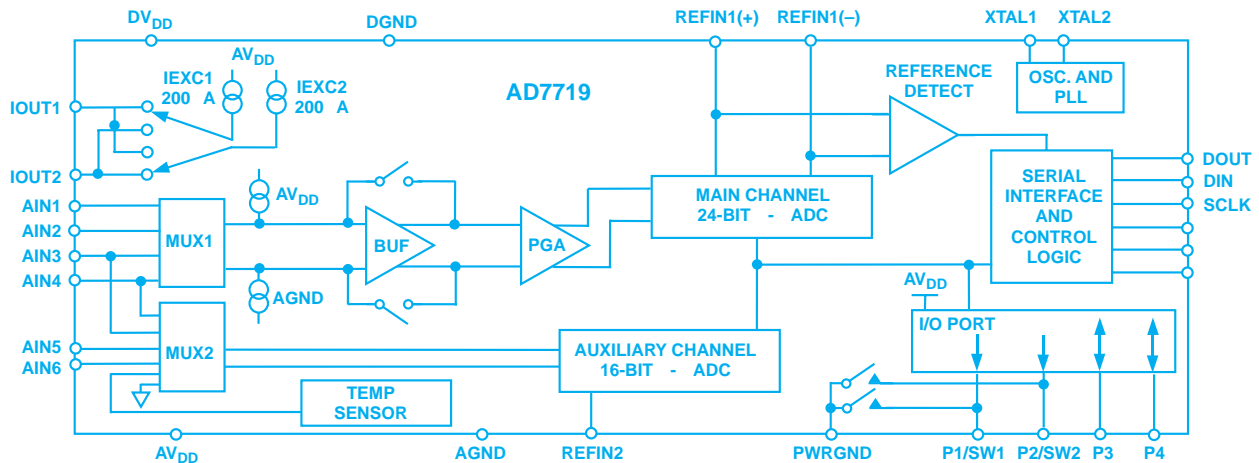 DVDD
DGND
REFIN1(+)
REFIN1(–)
XTAL1
XTAL2
AVDD
IEXC1
200 A
IEXC2
200 A
AD7719
REFERENCE
DETECT
OSC. AND
PLL
IOUT1
IOUT2
AIN1
AIN2
AIN3
AIN4
AIN5
AIN6
MUX1
MUX2
AVDD
AGND
BUF
PGA
MAIN CHANNEL
24-BIT - ADC
SERIAL
INTERFACE
AND
CONTROL
LOGIC
DOUT
DIN
SCLK
AVDD
I/O PORT
AUXILIARY CHANNEL
16-BIT - ADC
TEMP
SENSOR
AVDD
AGND
REFIN2
PWRGND
P1/SW1
P2/SW2
P3
P4